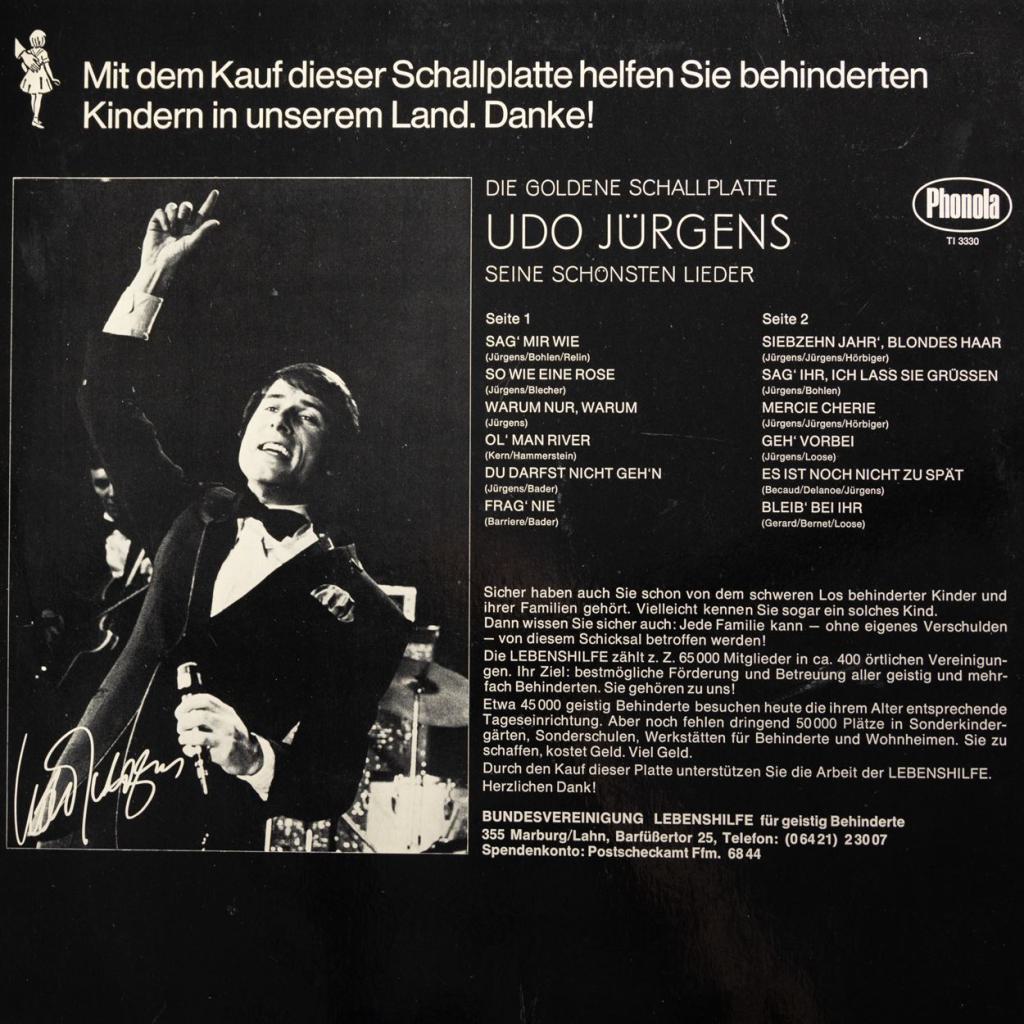 Mit dem Kauf dieser Schallplatte helfen Sie behinderten
Kindern in unserem Land. Danke!
DIE GOLDENE SCHALLPLATTE
UDO JÜRGENS
SEINE SCHÖNSTEN LIEDER
Phonola
TI 3330
Seite 1
SAG' MIR WIE
(Jürgens/Bohlen/Relin)
SO WIE EINE ROSE
(Jürgens/Blecher)
WARUM NUR, WARUM
(Jürgens)
OL' MAN RIVER
(Kern/Hammerstein)
DU DARFST NICHT GEH'N
(Jürgens/Bader)
FRAG' NIE
(Barriere/Bader)
Seite 2
SIEBZEHN JAHR', BLONDES HAAR
(Jürgens/Jürgens/Hörbiger)
SAG' IHR, ICH LASS SIE GRÜSSEN
(Jürgens/Bohlen)
MERCIE CHERIE
(Jürgens/Jürgens/Hörbiger)
GEH' VORBEI
(Jürgens/Loose)
ES IST NOCH NICHT ZU SPÄT
(Becaud/Delanoe/Jürgens)
BLEIB' BEI IHR
(Gerard/Bernet/Loose)
Sicher haben auch Sie schon von dem schweren Los behinderter Kinder und
ihrer Familien gehört. Vielleicht kennen Sie sogar ein solches Kind.
Dann wissen Sie sicher auch: Jede Familie kann — ohne eigenes Verschulden
— von diesem Schicksal betroffen werden!
Die LEBENSHILFE zählt z. Z. 65000 Mitglieder in ca. 400 örtlichen Vereinigun-
gen. Ihr Ziel: bestmögliche Förderung und Betreuung aller geistig und mehr-
fach Behinderten. Sie gehören zu uns!
Etwa 45000 geistig Behinderte besuchen heute die ihrem Alter entsprechende
Tageseinrichtung. Aber noch fehlen dringend 50000 Plätze in Sonderkinder-
gärten, Sonderschulen, Werkstätten für Behinderte und Wohnheimen. Sie zu
schaffen, kostet Geld. Viel Geld.
Durch den Kauf dieser Platte unterstützen Sie die Arbeit der LEBENSHILFE.
Herzlichen Dank!
BUNDESVEREINIGUNG LEBENSHILFE für geistig Behinderte
355 Marburg/Lahn, Barfüßertor 25, Telefon: (06421) 23007
Spendenkonto: Postscheckamt Ffm. 6844
Udo Jürgens